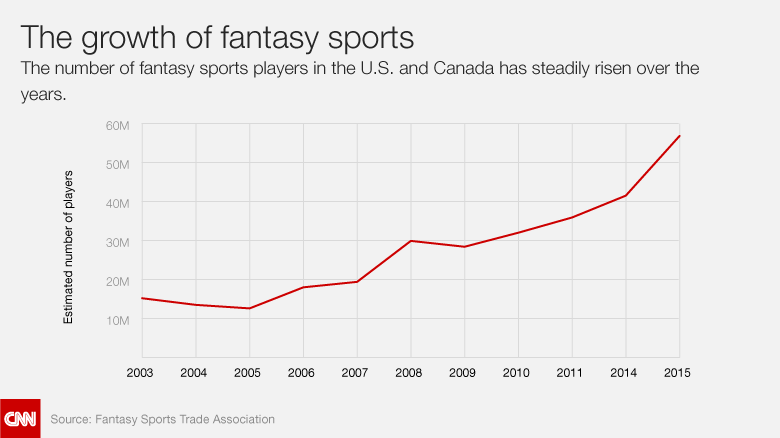 The growth of fantasy sports
The number of fantasy sports players in the U.S. and Canada has steadily risen over the
years.
60M
50M
40M
30M
20M
10M
Estimated number of players
2003 2004 2005 2006 2007 2008 2009 2010 2011 2014 2015
CNN
Source: Fantasy Sports Trade Association